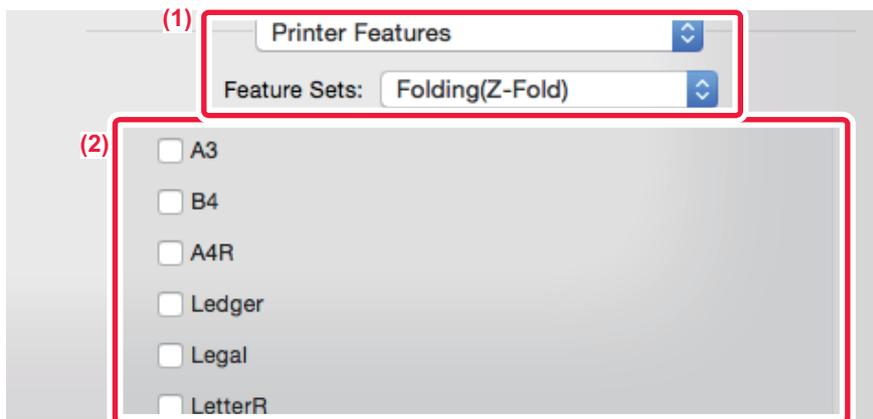 (1)
Printer Features
Feature Sets: Folding(Z-Fold)
(2)
A3
B4
A4R
Ledger
Legal
LetterR